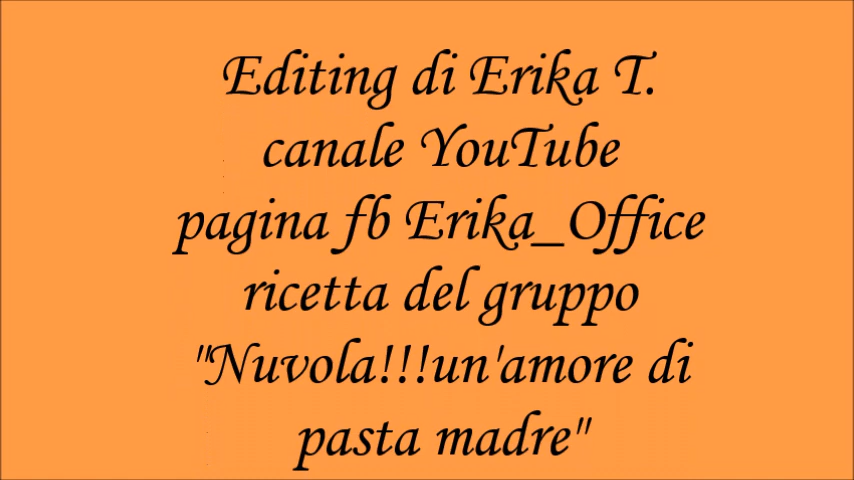 Editing di Erika T.
canale YouTube
pagina fb Erika_Office
ricetta del gruppo
"Nuvola!!!un'amore di
pasta madre"